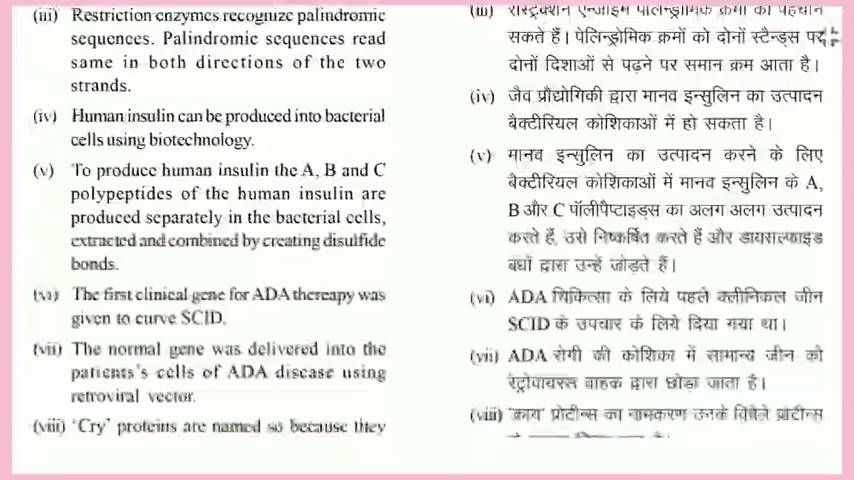 (iii) Restriction enzymes recognize palindromic
sequences. Palindromic sequences read
same in both directions of the two
strands.
(iv) Human insulin can be produced into bacterial
cells using biotechnology.
(v) To produce human insulin the A, B and C
polypeptides of the human insulin are
produced separately in the bacterial cells,
extracted and combined by creating disulfide
bonds.
(vi) The first clinical gene for ADA thereapy was
given to curve SCID.
(vii) The normal gene was delivered into the
patients's cells of ADA disease using
retroviral vector.
(viii) 'Cry' proteins are named so because they
(iii) रेस्ट्रिक्शन एन्जाइम पेलिन्ड्रोमिक क्रमों को पहचान
सकते हैं। पेलिन्ड्रोमिक क्रमों को दोनों स्टैन्ड्स पर
दोनों दिशाओं से पढ़ने पर समान क्रम आता है।
(iv) जैव प्रौद्योगिकी द्वारा मानव इन्सुलिन का उत्पादन
बैक्टीरियल कोशिकाओं में हो सकता है।
(v) मानव इन्सुलिन का उत्पादन करने के लिए
बैक्टीरियल कोशिकाओं में मानव इन्सुलिन के A,
B और C पॉलीपैप्टाइड्स का अलग अलग उत्पादन
करते हैं, उसे निष्कर्षित करते हैं और डायसल्फाइड
बंधों द्वारा उन्हें जोड़ते हैं।
(vi) ADA चिकित्सा के लिये पहले क्लीनिकल जीन
SCID के उपचार के लिये दिया गया था।
(vii) ADA रोगी की कोशिका में सामान्य जीन को
रेट्रोवायरस वाहक द्वारा छोड़ा जाता है।
(viii) 'क्राय' प्रोटीन्स का नामकरण उनके विषैले प्रोटीन्स